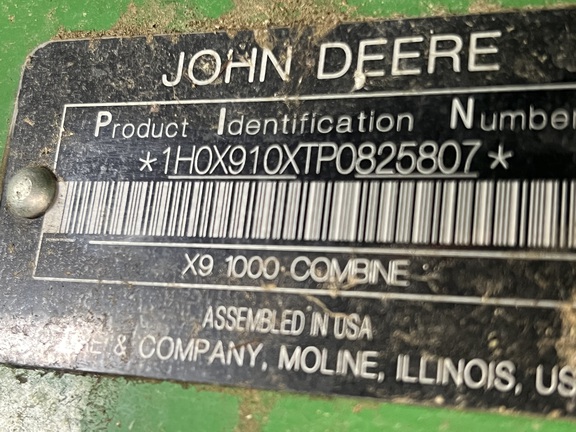 JOHN DEERE
Product Identification Number
*1H0X910XTP0825807*
X9 1000 COMBINE
ASSEMBLED IN USA
& COMPANY, MOLINE, ILLINOIS, US